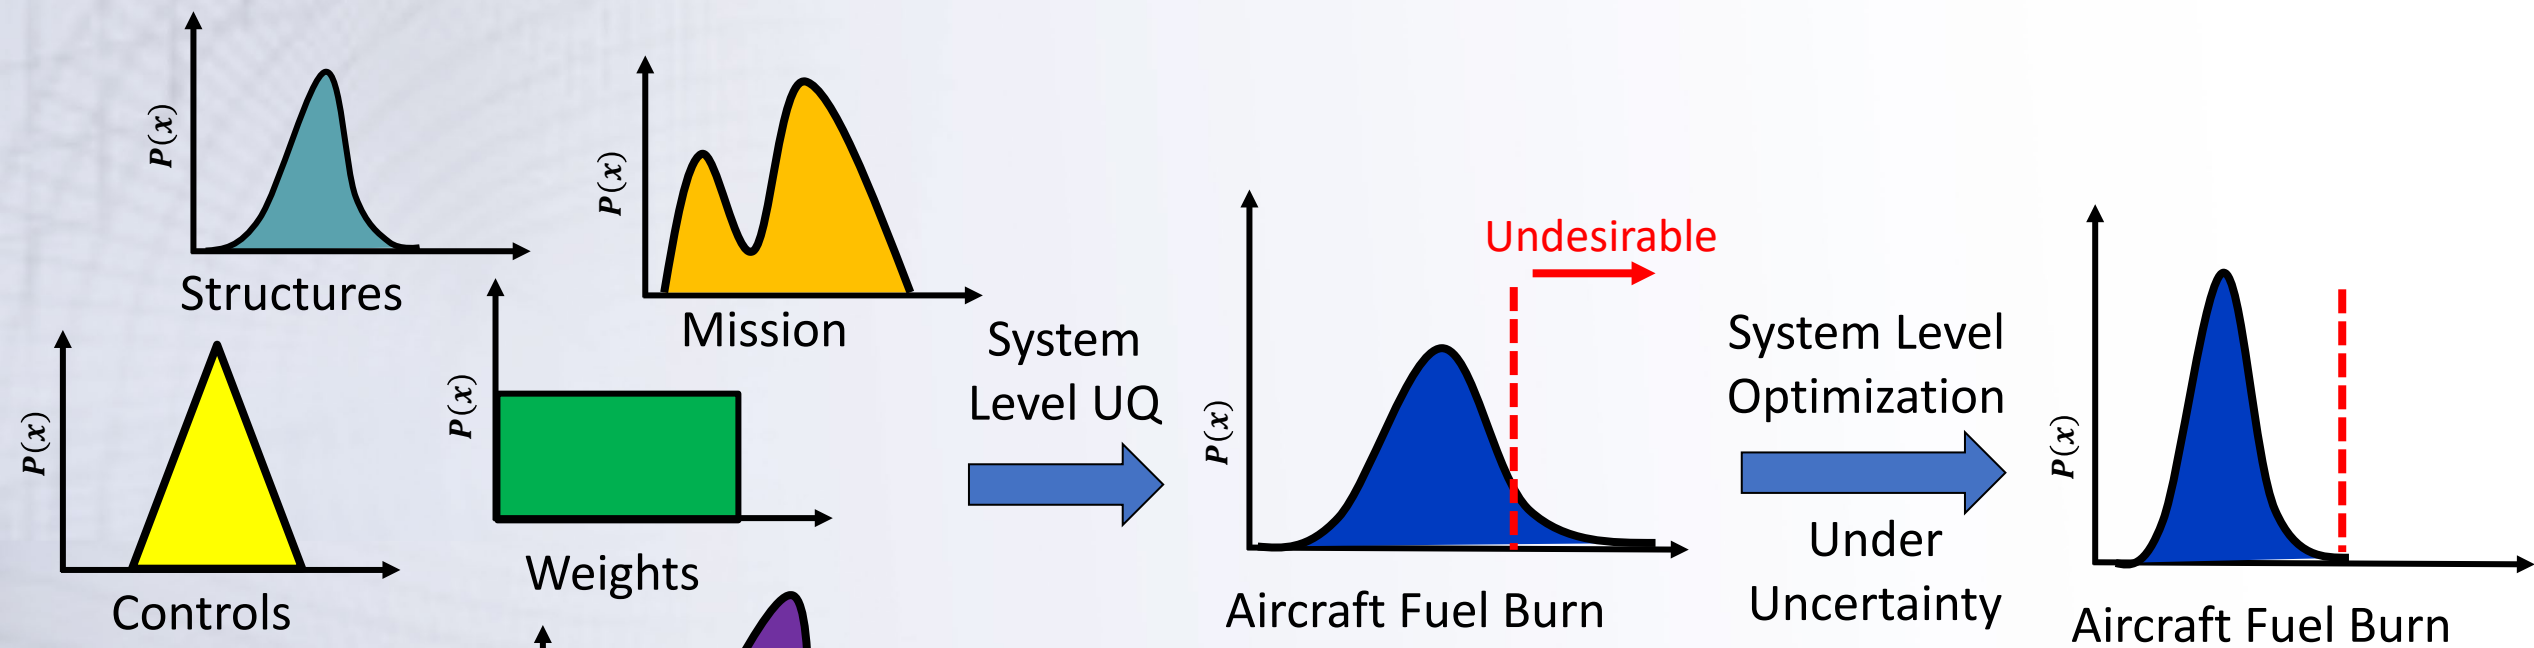 P(x)
Structures
P(x)
Mission
P(x)
Controls
P(x)
Weights
System
Level UQ
Undesirable
P(x)
Aircraft Fuel Burn
System Level
Optimization
Under
Uncertainty
P(x)
Aircraft Fuel Burn